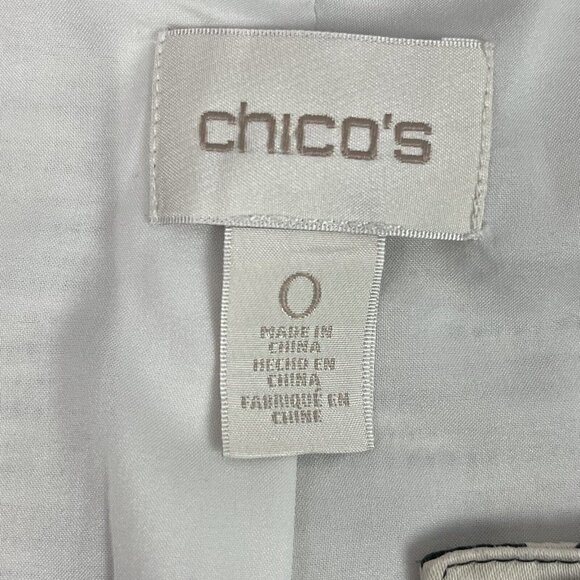 chico's
0
MADE IN
CHINA
HECHO EN
CHINA
FABRIQUÉ EN
CHINE